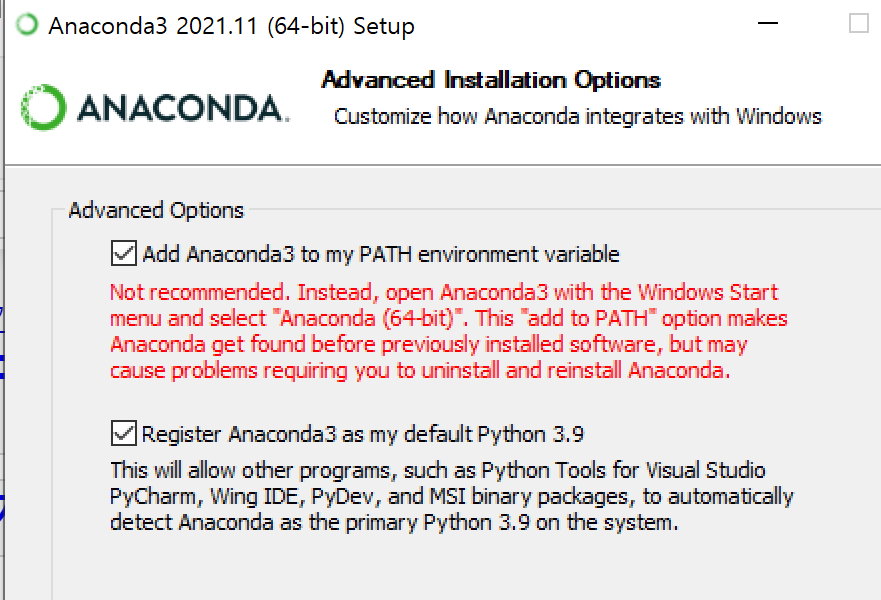 Anaconda3 2021.11 (64-bit) Setup
ANACONDA.
Advanced Installation Options
Customize how Anaconda integrates with Windows
Advanced Options
Add Anaconda3 to my PATH environment variable
Not recommended. Instead, open Anaconda3 with the Windows Start
menu and select "Anaconda (64-bit)". This "add to PATH" option makes
Anaconda get found before previously installed software, but may
cause problems requiring you to uninstall and reinstall Anaconda.
Register Anaconda3 as my default Python 3.9
This will allow other programs, such as Python Tools for Visual Studio
PyCharm, Wing IDE, PyDev, and MSI binary packages, to automatically
detect Anaconda as the primary Python 3.9 on the system.